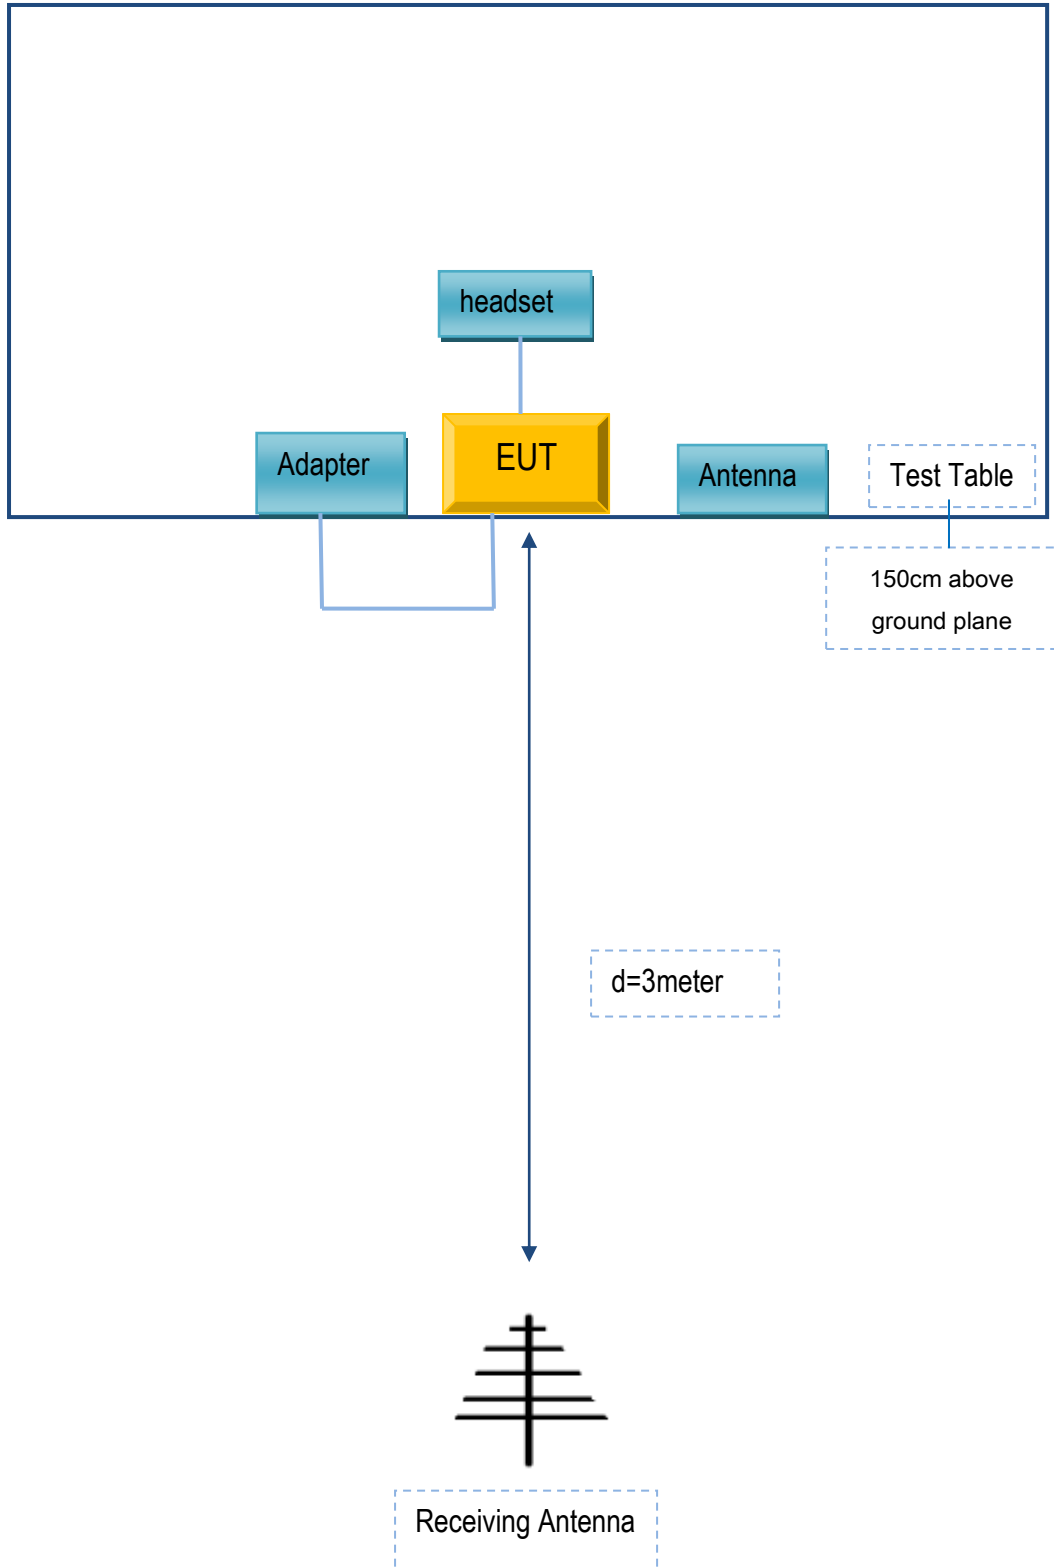 headset
EUT
Adapter
Antenna
Test Table
150cm above
ground plane
d=3meter
Receiving Antenna